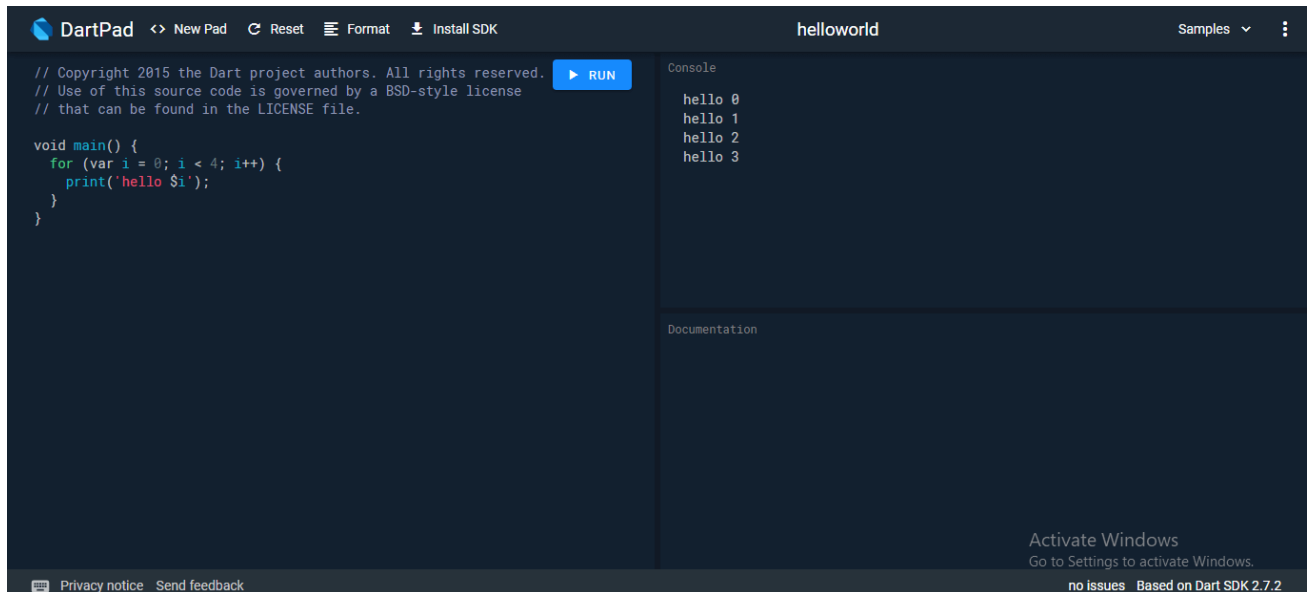 DartPad <> New Pad Reset Format Install SDK helloworld Samples
// Copyright 2015 the Dart project authors. All rights reserved.
// Use of this source code is governed by a BSD-style license
// that can be found in the LICENSE file.
RUN
void main() {
  for (var i = 0; i < 4; i++) {
    print('hello $i');
  }
}
Console
hello 0
hello 1
hello 2
hello 3
Documentation
Activate Windows
Go to Settings to activate Windows.
Privacy notice Send feedback no issues Based on Dart SDK 2.7.2